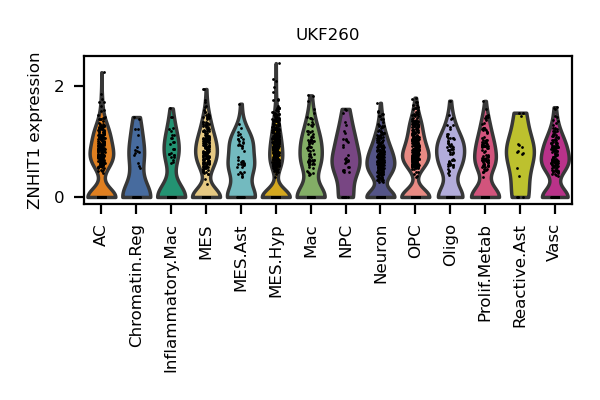 UKF260
ZNHIT1 expression
2
0
AC
Chromatin.Reg
Inflammatory.Mac
MES
MES.Ast
MES.Hyp
Mac
NPC
Neuron
OPC
Oligo
Prolif.Metab
Reactive.Ast
Vasc